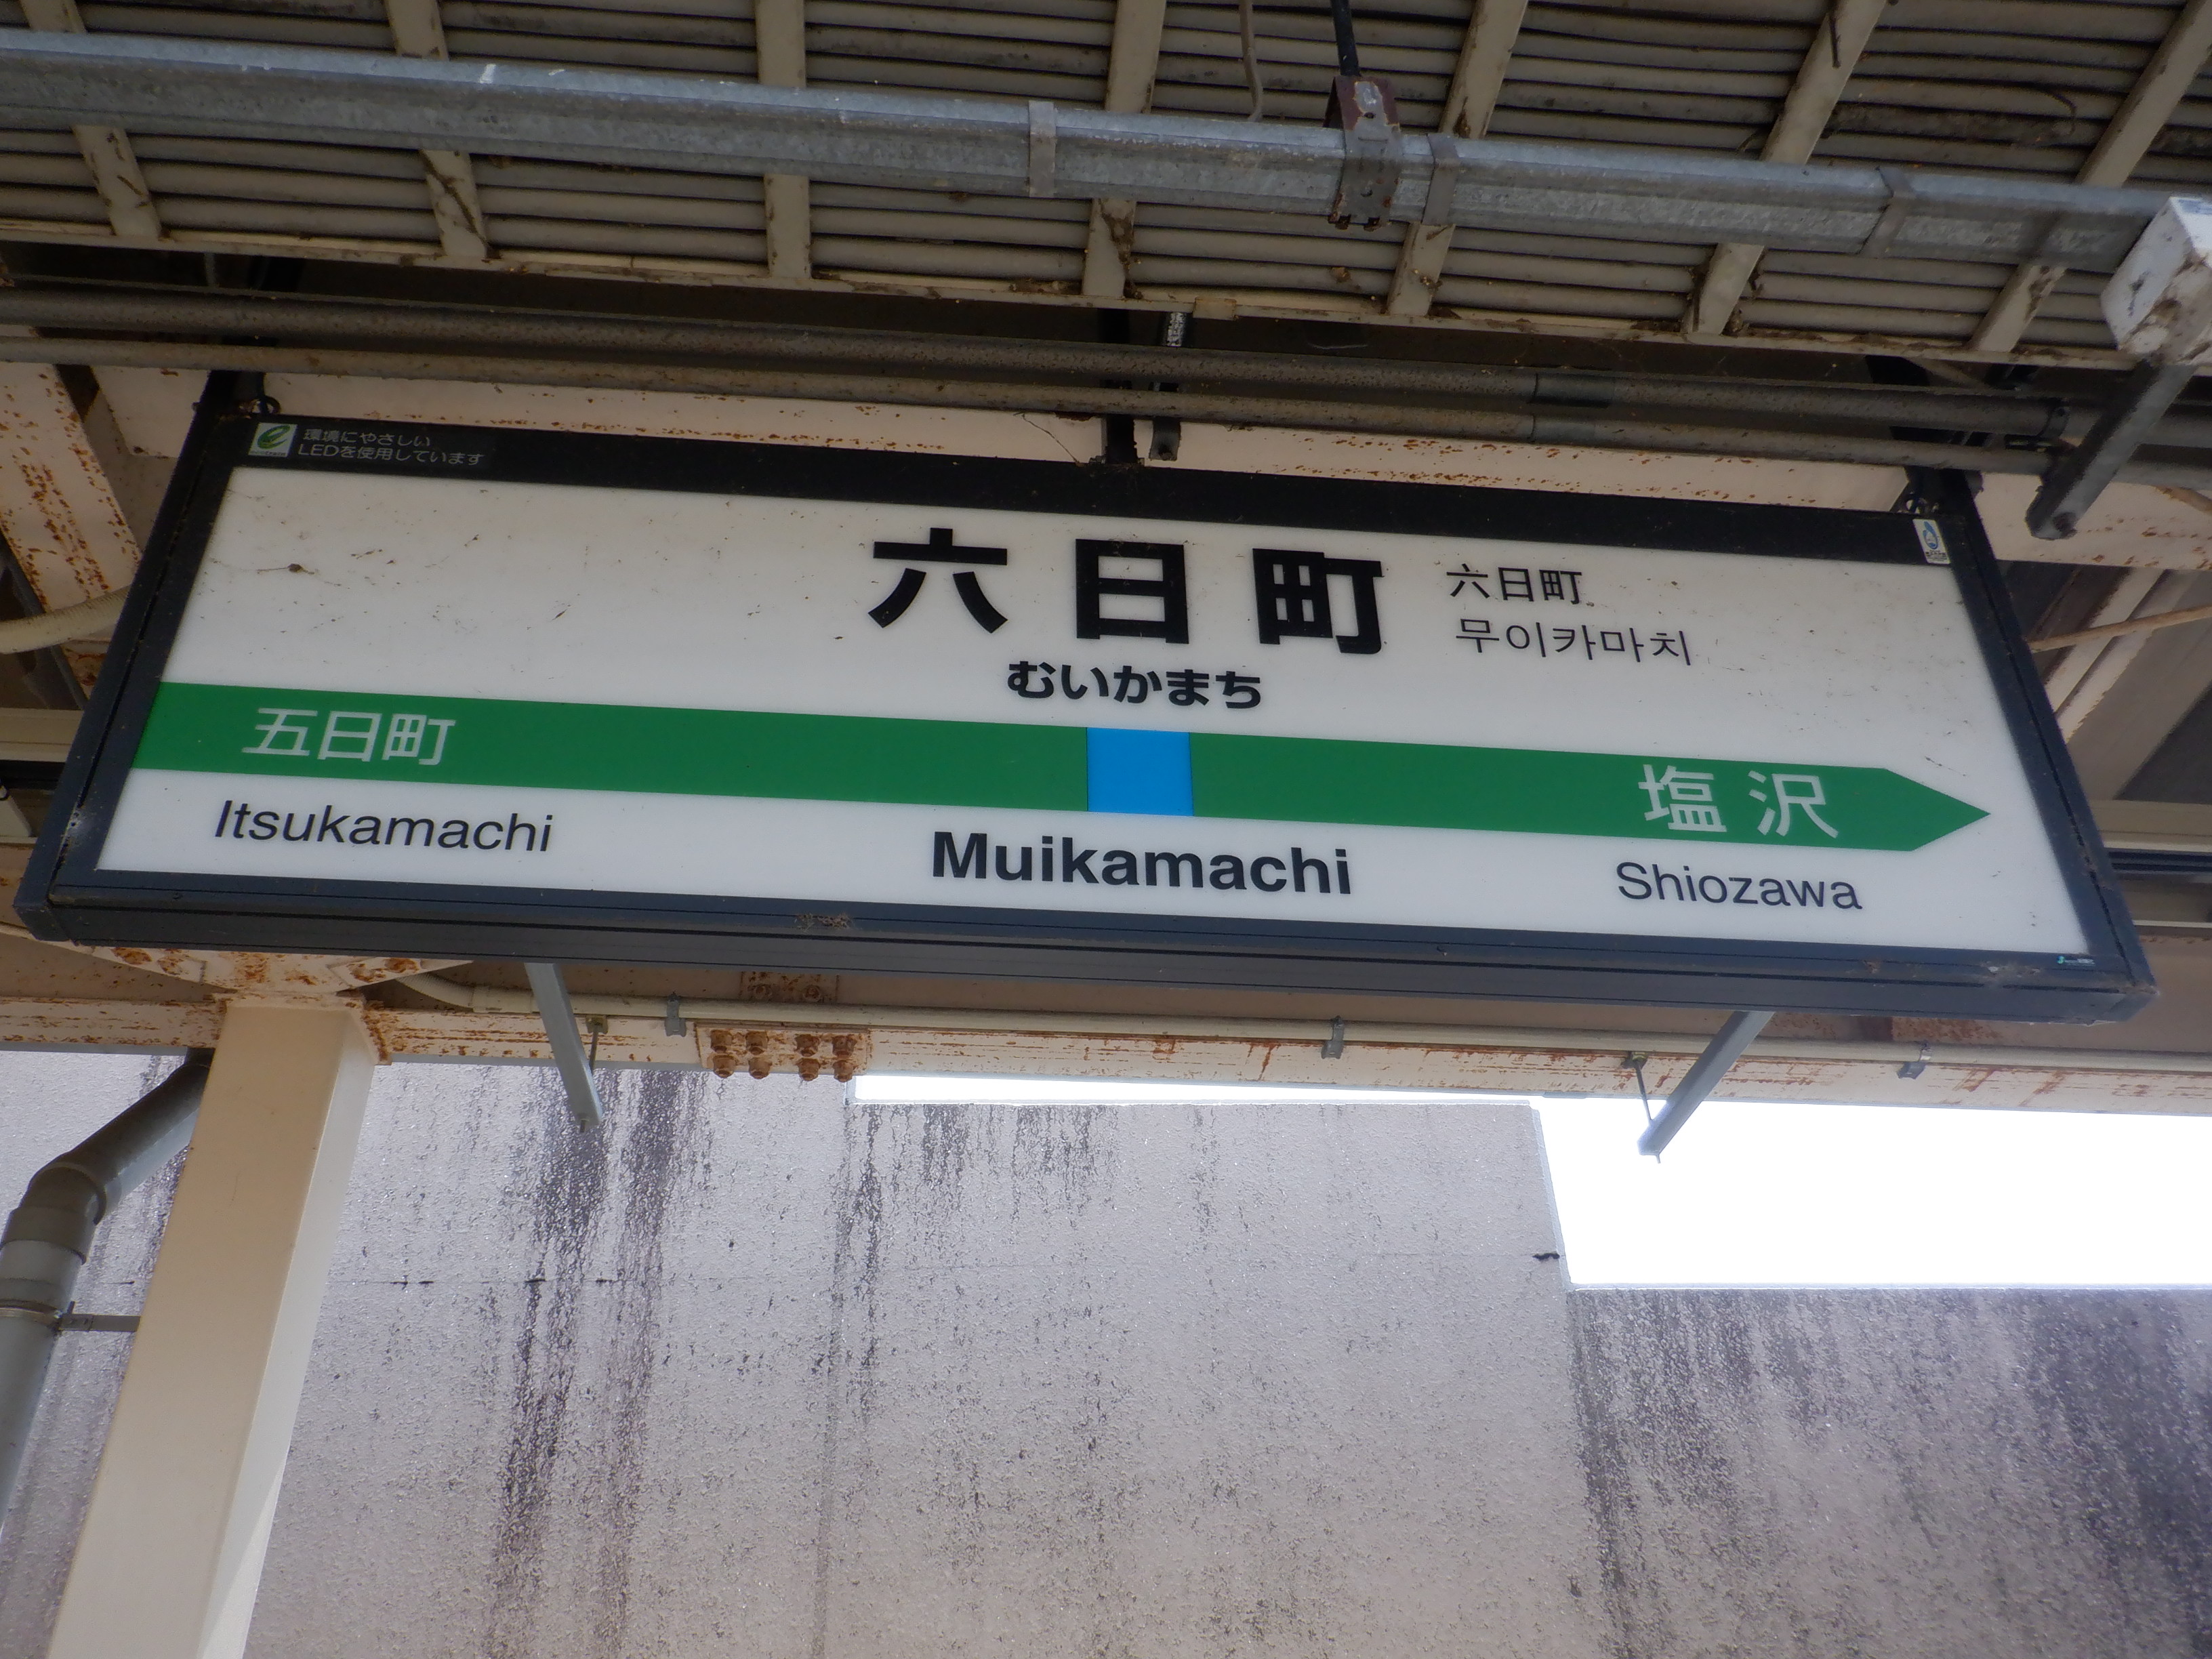 環境にやさしい
LEDを使用しています
六日町
六日町
무이카마치
むいかまち
五日町
塩沢
Itsukamachi
Muikamachi
Shiozawa